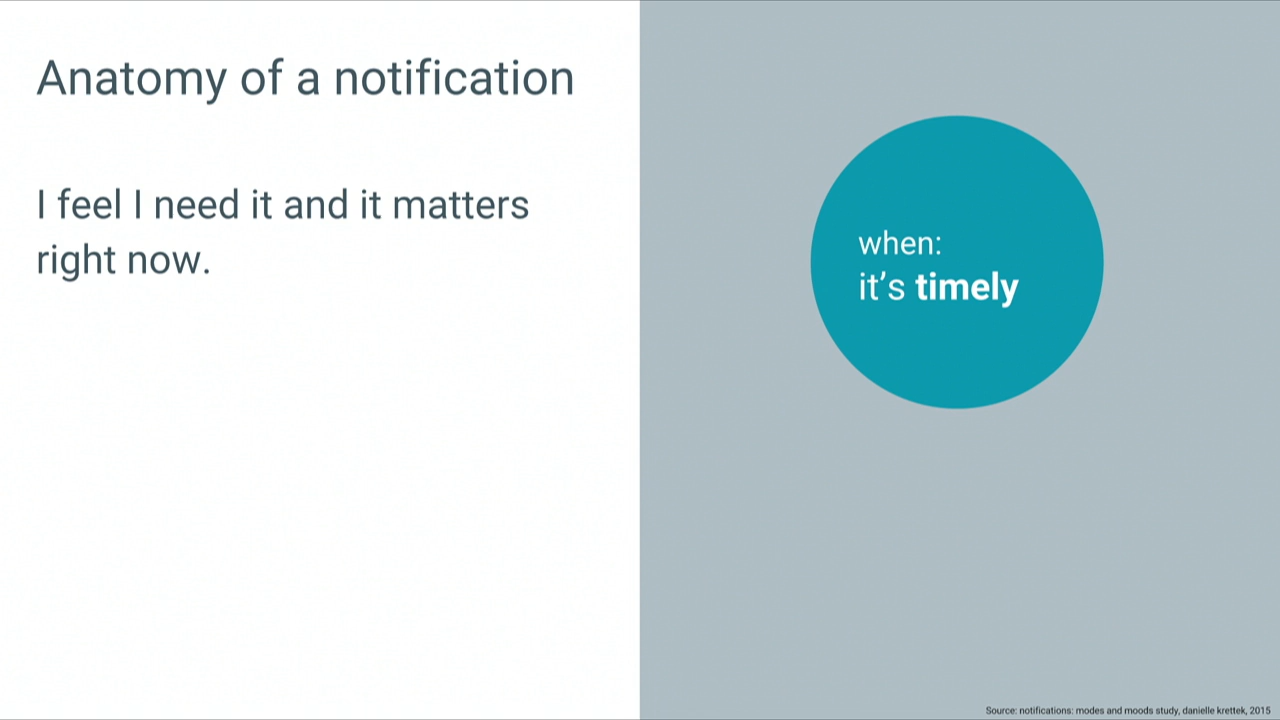 Anatomy of a notification
I feel I need it and it matters
right now.
when:
it’s timely
Source: notifications: modes and moods study, danielle krettek, 2015